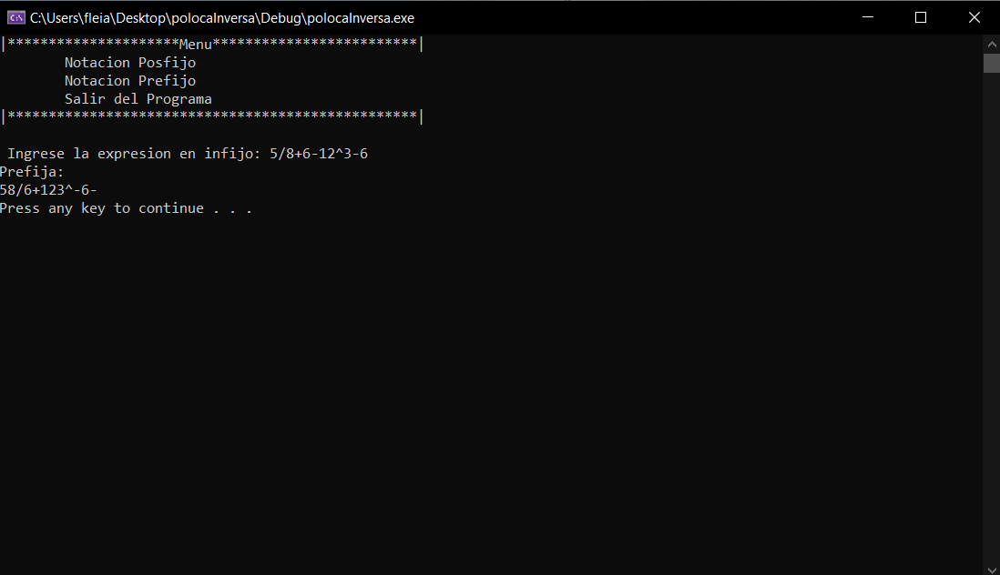 C:\Users\fleia\Desktop\polocaInversa\Debug\polocaInversa.exe
|*********************Menu*************************|
Notacion Posfijo
Notacion Prefijo
Salir del Programa
|**************************************************|
Ingrese la expresion en infijo: 5/8+6-12^3-6
Prefija:
58/6+123^-6-
Press any key to continue . . .